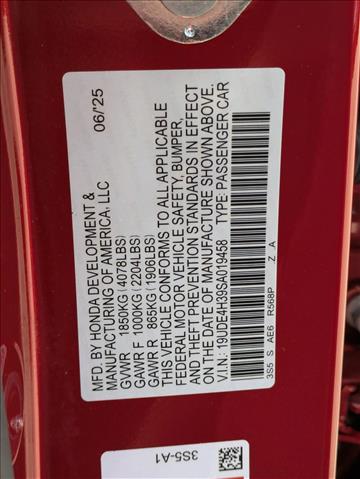 MFD. BY HONDA DEVELOPMENT & 06/25
MANUFACTURING OF AMERICA, LLC
GVWR 1850KG(4078LBS)
GAWR F 1000KG(2204LBS)
GAWR R 865KG(1906LBS)
THIS VEHICLE CONFORMS TO ALL APPLICABLE
FEDERAL MOTOR VEHICLE SAFETY, BUMPER,
AND THEFT PREVENTION STANDARDS IN EFFECT
ON THE DATE OF MANUFACTURE SHOWN ABOVE.
V.I.N.: 19UDE4H39SA019458 TYPE: PASSENGER CAR
3S5 S AE6 R568P Z A
3S5-A1